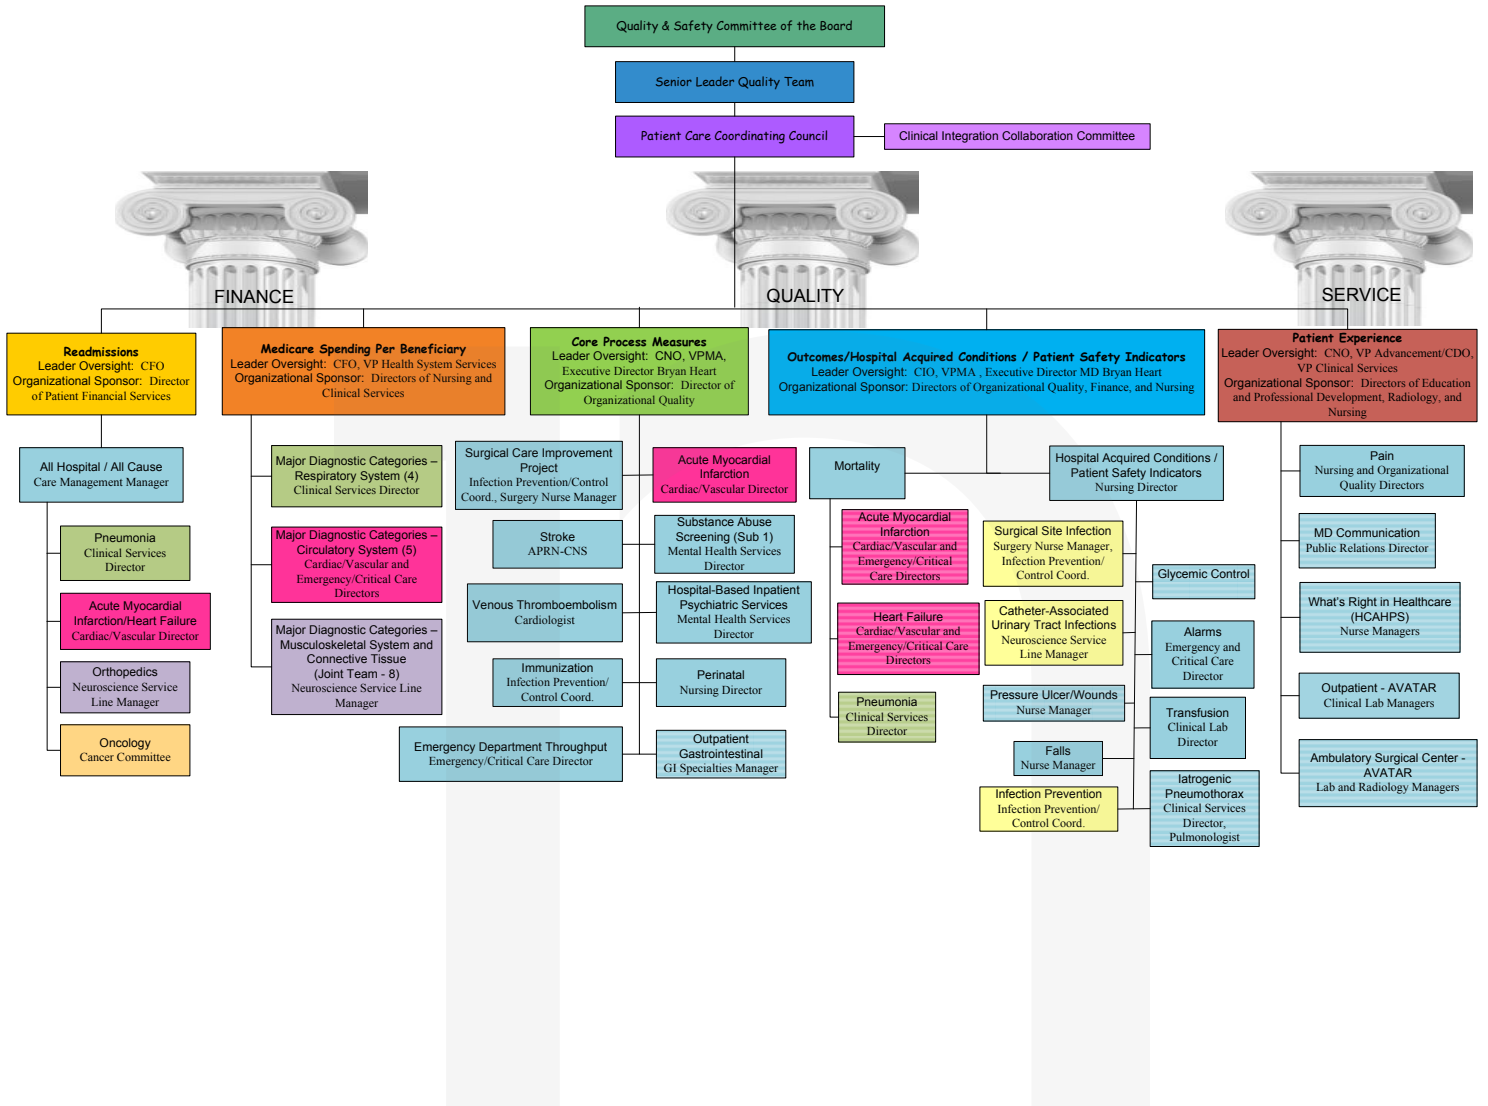 Quality & Safety Committee of the Board
Senior Leader Quality Team
Patient Care Coordinating Council
Clinical Integration Collaboration Committee
FINANCE
QUALITY
SERVICE
Readmissions
Leader Oversight: CFO
Organizational Sponsor: Director
of Patient Financial Services
Medicare Spending Per Beneficiary
Leader Oversight: CFO, VP Health System Services
Organizational Sponsor: Directors of Nursing and
Clinical Services
Core Process Measures
Leader Oversight: CNO, VPMA,
Executive Director Bryan Heart
Organizational Sponsor: Director of
Organizational Quality
Outcomes/Hospital Acquired Conditions / Patient Safety Indicators
Leader Oversight: CIO, VPMA , Executive Director MD Bryan Heart
Organizational Sponsor: Directors of Organizational Quality, Finance, and Nursing
Patient Experience
Leader Oversight: CNO, VP Advancement/CDO,
VP Clinical Services
Organizational Sponsor: Directors of Education
and Professional Development, Radiology, and
Nursing
All Hospital / All Cause
Care Management Manager
Pneumonia
Clinical Services
Director
Acute Myocardial
Infarction/Heart Failure
Cardiac/Vascular Director
Orthopedics
Neuroscience Service
Line Manager
Oncology
Cancer Committee
Major Diagnostic Categories –
Respiratory System (4)
Clinical Services Director
Major Diagnostic Categories –
Circulatory System (5)
Cardiac/Vascular and
Emergency/Critical Care
Directors
Major Diagnostic Categories –
Musculoskeletal System and
Connective Tissue
(Joint Team - 8)
Neuroscience Service Line
Manager
Surgical Care Improvement
Project
Infection Prevention/Control
Coord., Surgery Nurse Manager
Stroke
APRN-CNS
Venous Thromboembolism
Cardiologist
Immunization
Infection Prevention/
Control Coord.
Emergency Department Throughput
Emergency/Critical Care Director
Acute Myocardial
Infarction
Cardiac/Vascular Director
Substance Abuse
Screening (Sub 1)
Mental Health Services
Director
Hospital-Based Inpatient
Psychiatric Services
Mental Health Services
Director
Perinatal
Nursing Director
Outpatient
Gastrointestinal
GI Specialties Manager
Mortality
Acute Myocardial
Infarction
Cardiac/Vascular and
Emergency/Critical
Care Directors
Heart Failure
Cardiac/Vascular and
Emergency/Critical Care
Directors
Pneumonia
Clinical Services
Director
Hospital Acquired Conditions /
Patient Safety Indicators
Nursing Director
Surgical Site Infection
Surgery Nurse Manager,
Infection Prevention/
Control Coord.
Catheter-Associated
Urinary Tract Infections
Neuroscience Service
Line Manager
Pressure Ulcer/Wounds
Nurse Manager
Falls
Nurse Manager
Infection Prevention
Infection Prevention/
Control Coord.
Glycemic Control
Alarms
Emergency and
Critical Care
Director
Transfusion
Clinical Lab
Director
Iatrogenic
Pneumothorax
Clinical Services
Director,
Pulmonologist
Pain
Nursing and Organizational
Quality Directors
MD Communication
Public Relations Director
What's Right in Healthcare
(HCAHPS)
Nurse Managers
Outpatient - AVATAR
Clinical Lab Managers
Ambulatory Surgical Center -
AVATAR
Lab and Radiology Managers